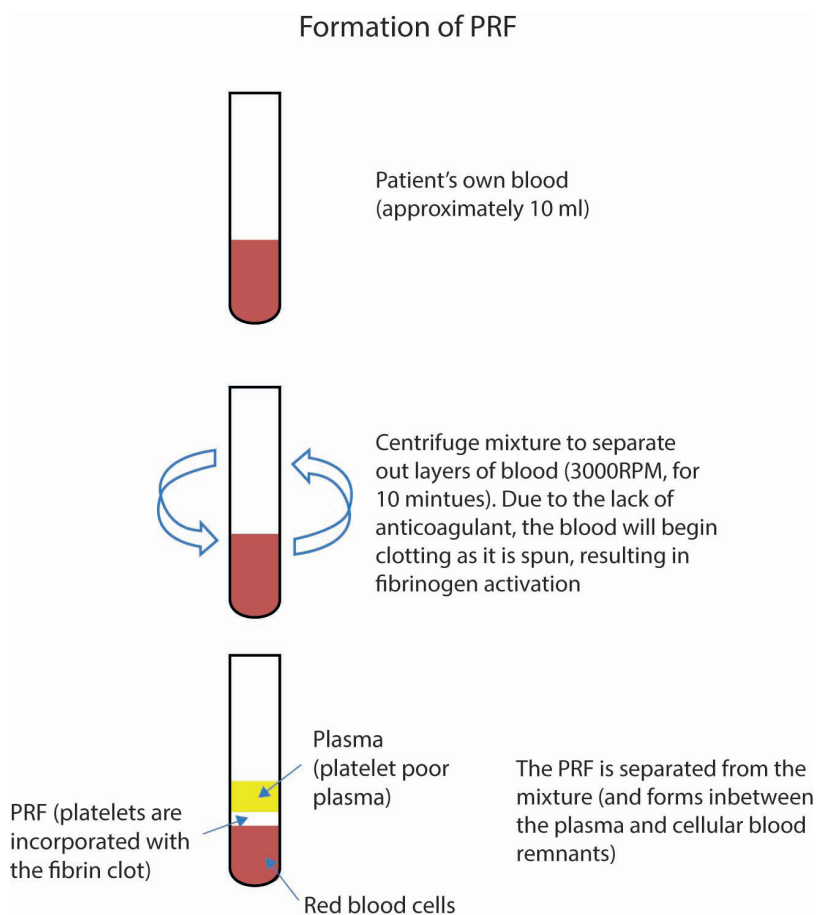 Formation of PRF
Patient's own blood
(approximately 10 ml)
Centrifuge mixture to separate
out layers of blood (3000RPM, for
10 mintues). Due to the lack of
anticoagulant, the blood will begin
clotting as it is spun, resulting in
fibrinogen activation
Plasma
(platelet poor
plasma)
The PRF is separated from the
mixture (and forms inbetween
the plasma and cellular blood
remnants)
PRF (platelets are
incorporated with
the fibrin clot)
Red blood cells